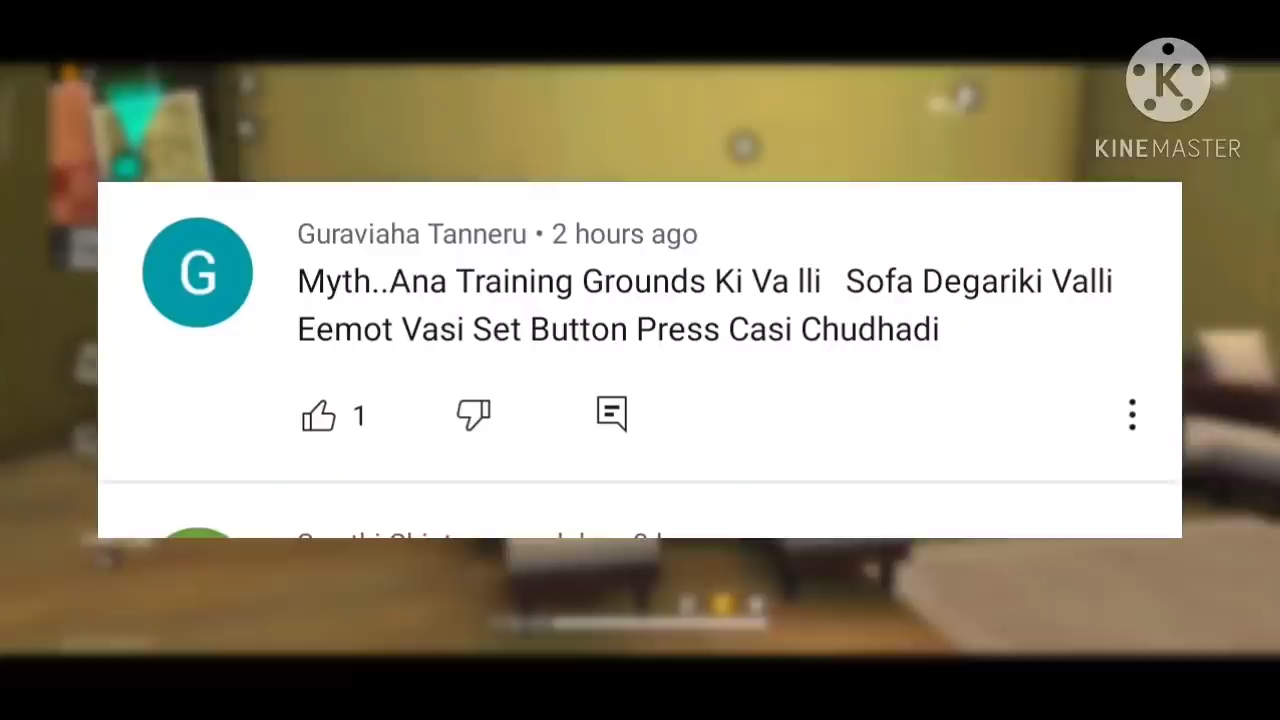 KINEMASTER
Guraviaha Tanneru • 2 hours ago
Myth..Ana Training Grounds Ki Va lli   Sofa Degariki Valli
Eemot Vasi Set Button Press Casi Chudhadi
1